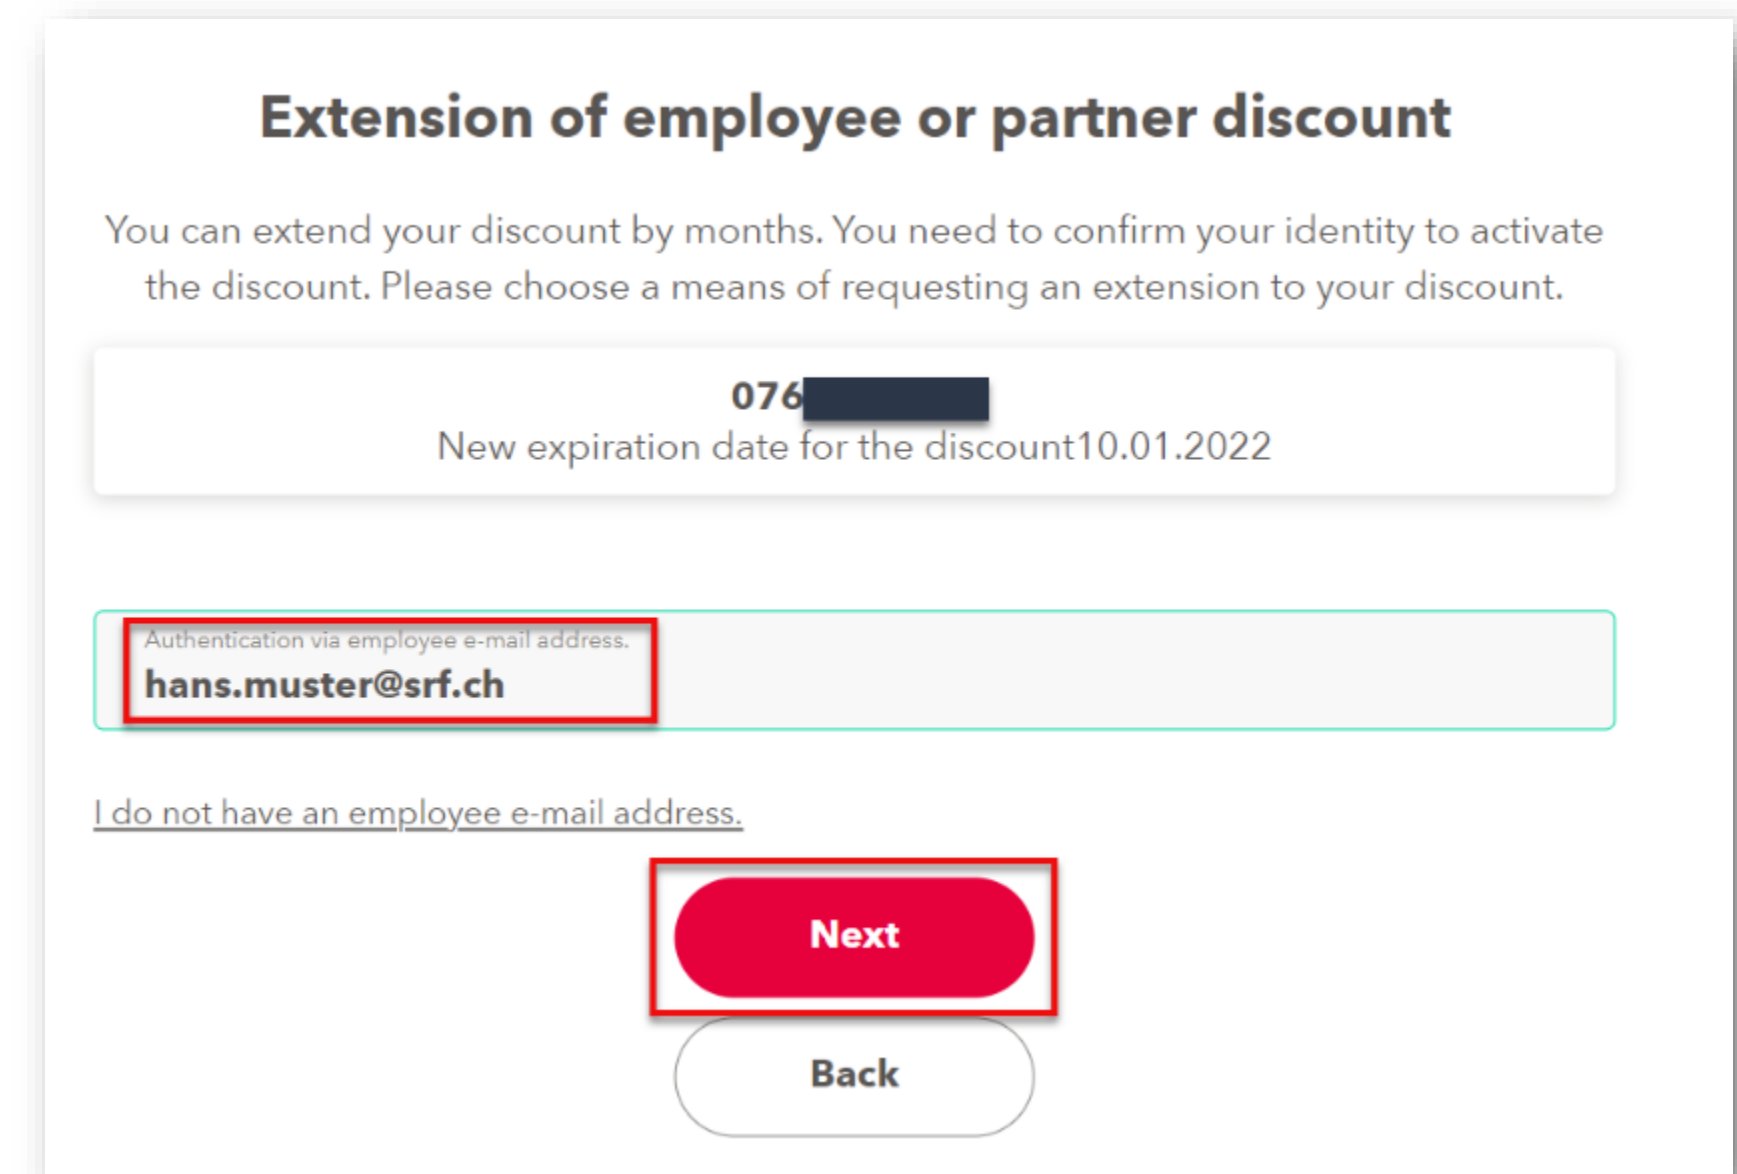 Extension of employee or partner discount
You can extend your discount by months. You need to confirm your identity to activate
the discount. Please choose a means of requesting an extension to your discount.
076
New expiration date for the discount10.01.2022
Authentication via employee e-mail address.
hans.muster@srf.ch
I do not have an employee e-mail address.
Next
Back